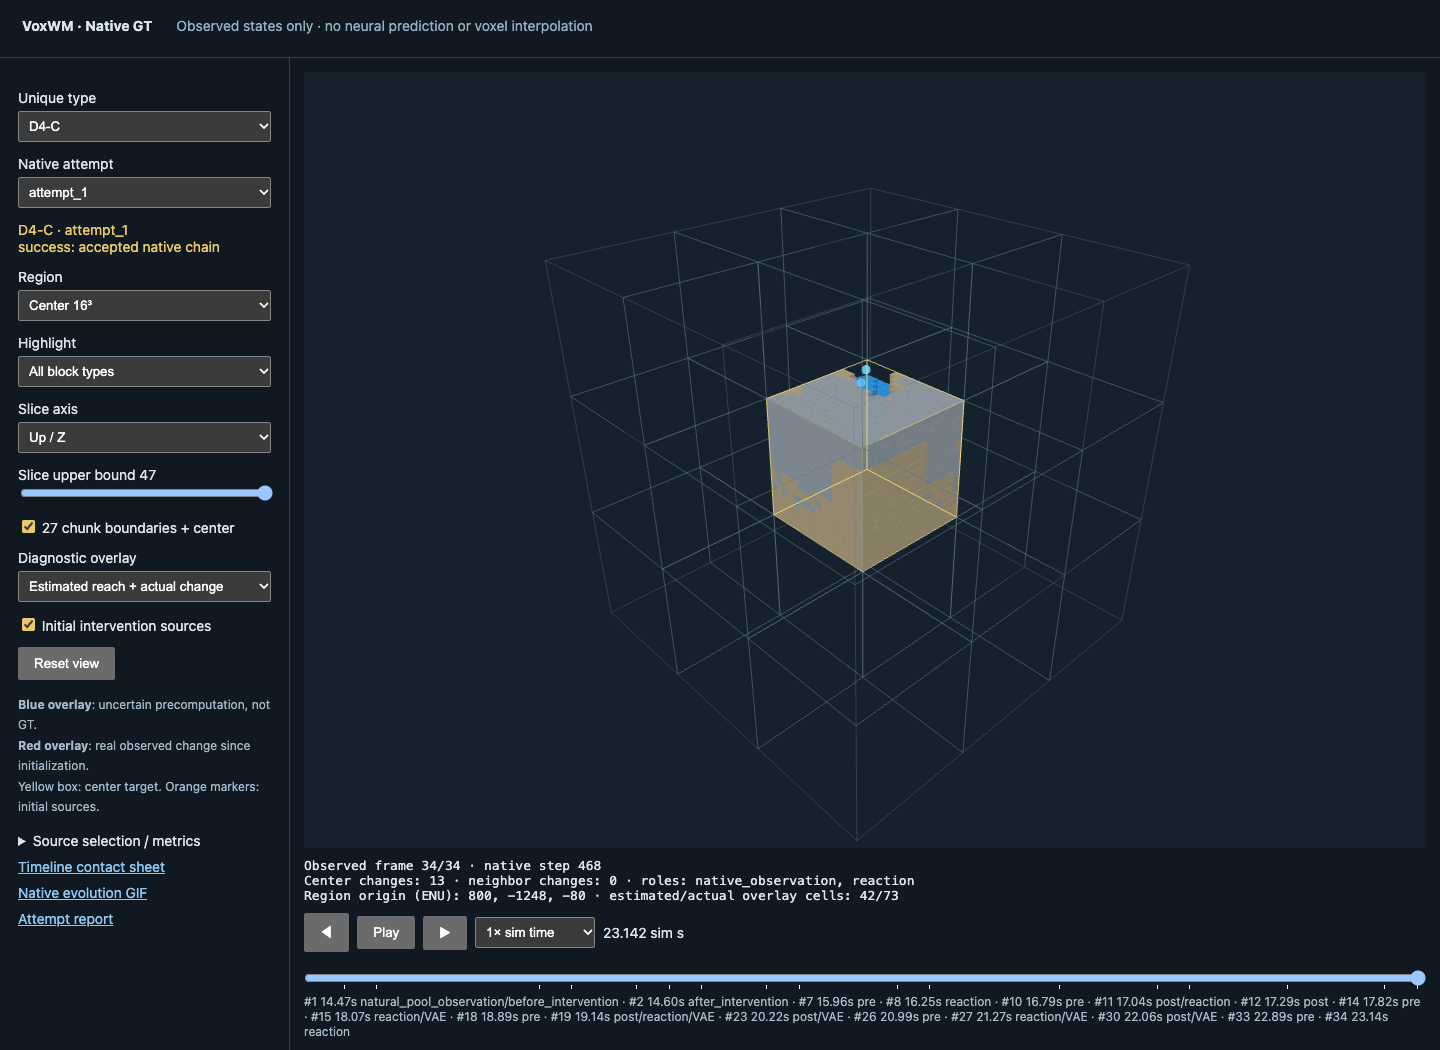 VoxWM · Native GT
Observed states only · no neural prediction or voxel interpolation
Unique type
D4-C
Native attempt
attempt_1
D4-C · attempt_1
success: accepted native chain
Region
Center 16³
Highlight
All block types
Slice axis
Up / Z
Slice upper bound 47
27 chunk boundaries + center
Diagnostic overlay
Estimated reach + actual change
Initial intervention sources
Reset view
Blue overlay: uncertain precomputation, not
GT.
Red overlay: real observed change since
initialization.
Yellow box: center target. Orange markers:
initial sources.
Source selection / metrics
Timeline contact sheet
Native evolution GIF
Attempt report
Observed frame 34/34 · native step 468
Center changes: 13 · neighbor changes: 0 · roles: native_observation, reaction
Region origin (ENU): 800, −1248, −80 · estimated/actual overlay cells: 42/73
Play
1× sim time
23.142 sim s
#1 14.47s natural_pool_observation/before_intervention · #2 14.60s after_intervention · #7 15.96s pre · #8 16.25s reaction · #10 16.79s pre · #11 17.04s post/reaction · #12 17.29s post · #14 17.82s pre
· #15 18.07s reaction/VAE · #18 18.89s pre · #19 19.14s post/reaction/VAE · #23 20.22s post/VAE · #26 20.99s pre · #27 21.27s reaction/VAE · #30 22.06s post/VAE · #33 22.89s pre · #34 23.14s
reaction